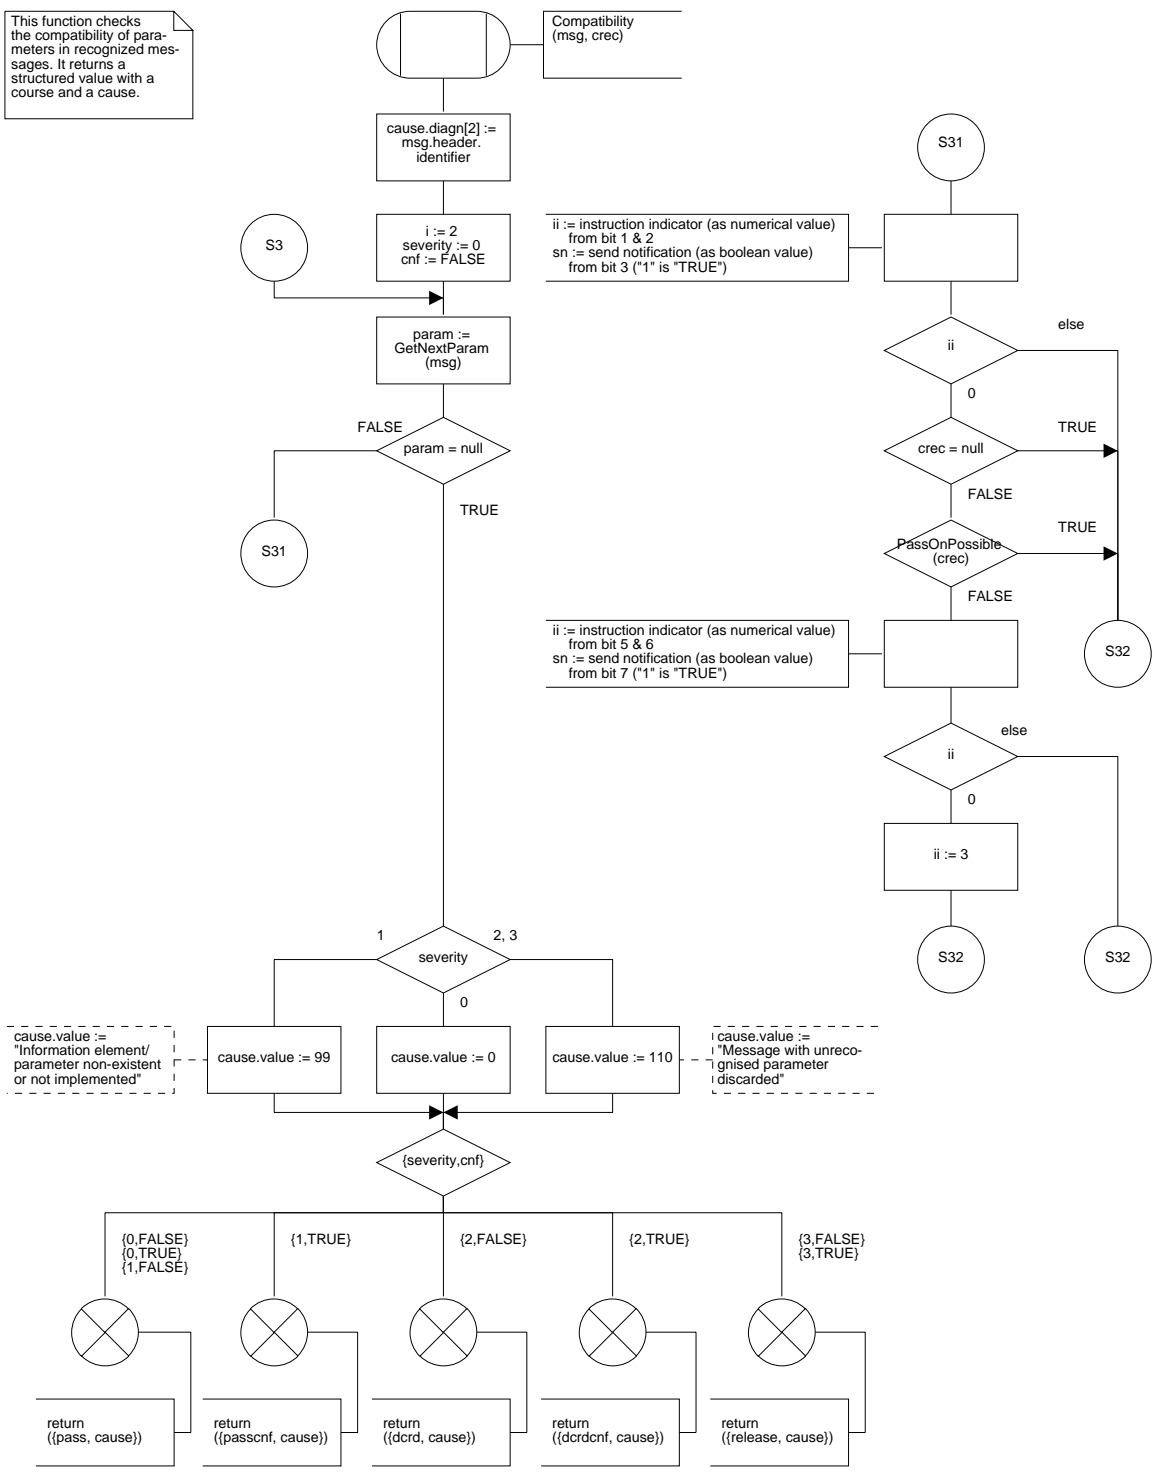 This function checks
the compatibility of para-
meters in recognized mes-
sages. It returns a
structured value with a
course and a cause.
Compatibility
(msg, crec)
cause.diagn[2] :=
msg.header.
identifier
i := 2
severity := 0
cnf := FALSE
S3
param :=
GetNextParam
(msg)
FALSE
param = null
TRUE
S31
S31
ii := instruction indicator (as numerical value)
from bit 1 & 2
sn := send notification (as boolean value)
from bit 3 ("1" is "TRUE")
else
ii
0
TRUE
crec = null
FALSE
TRUE
PassOnPossible
(crec)
FALSE
ii := instruction indicator (as numerical value)
from bit 5 & 6
sn := send notification (as boolean value)
from bit 7 ("1" is "TRUE")
S32
else
ii
0
ii := 3
S32
S32
1
2, 3
severity
0
cause.value :=
"Information element/
parameter non-existent
or not implemented"
cause.value := 99
cause.value := 0
cause.value := 110
cause.value :=
"Message with unreco-
gnised parameter
discarded"
{severity,cnf}
{0,FALSE}
{0,TRUE}
{1,FALSE}
{1,TRUE}
{2,FALSE}
{2,TRUE}
{3,FALSE}
{3,TRUE}
return
({pass, cause})
return
({passcnf, cause})
return
({dcrd, cause})
return
({dcrdcnf, cause})
return
({release, cause})